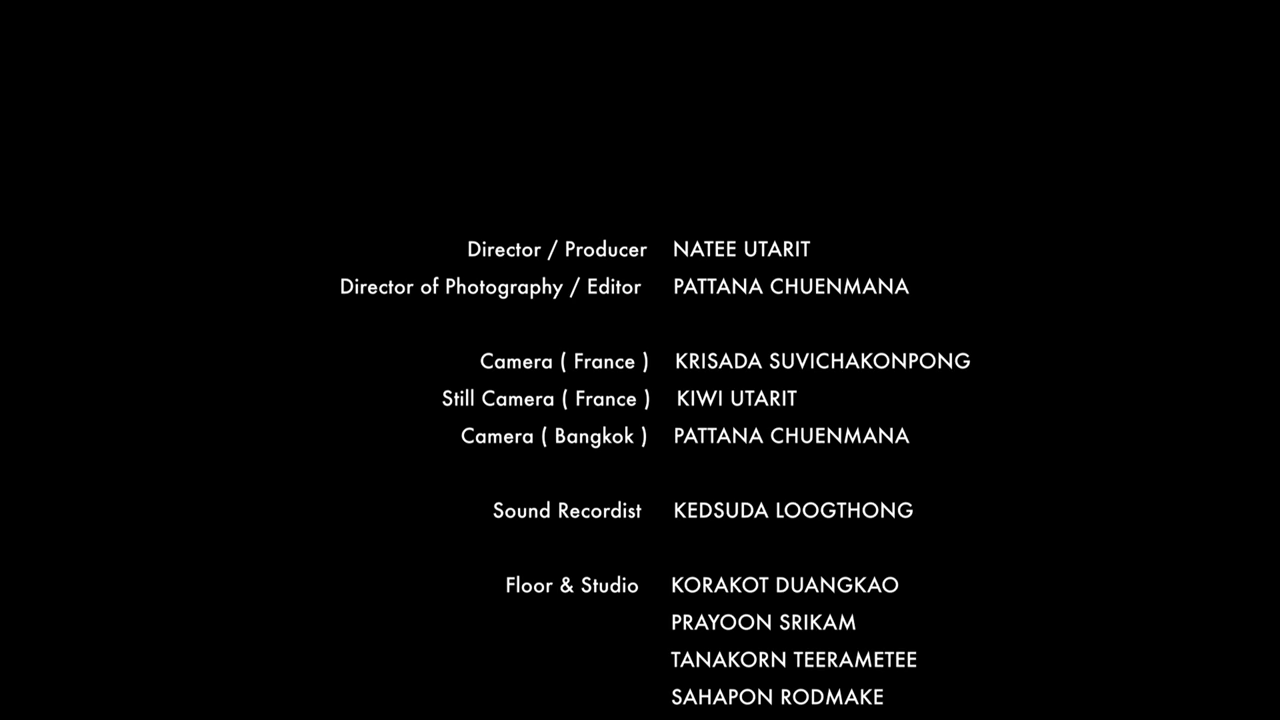 Director / Producer NATEE UTARIT
Director of Photography / Editor PATTANA CHUENMANA
Camera ( France ) KRISADA SUVICHAKONPONG
Still Camera ( France ) KIWI UTARIT
Camera ( Bangkok ) PATTANA CHUENMANA
Sound Recordist KEDSUDA LOOGTHONG
Floor & Studio KORAKOT DUANGKAO
PRAYOON SRIKAM
TANAKORN TEERAMETEE
SAHAPON RODMAKE